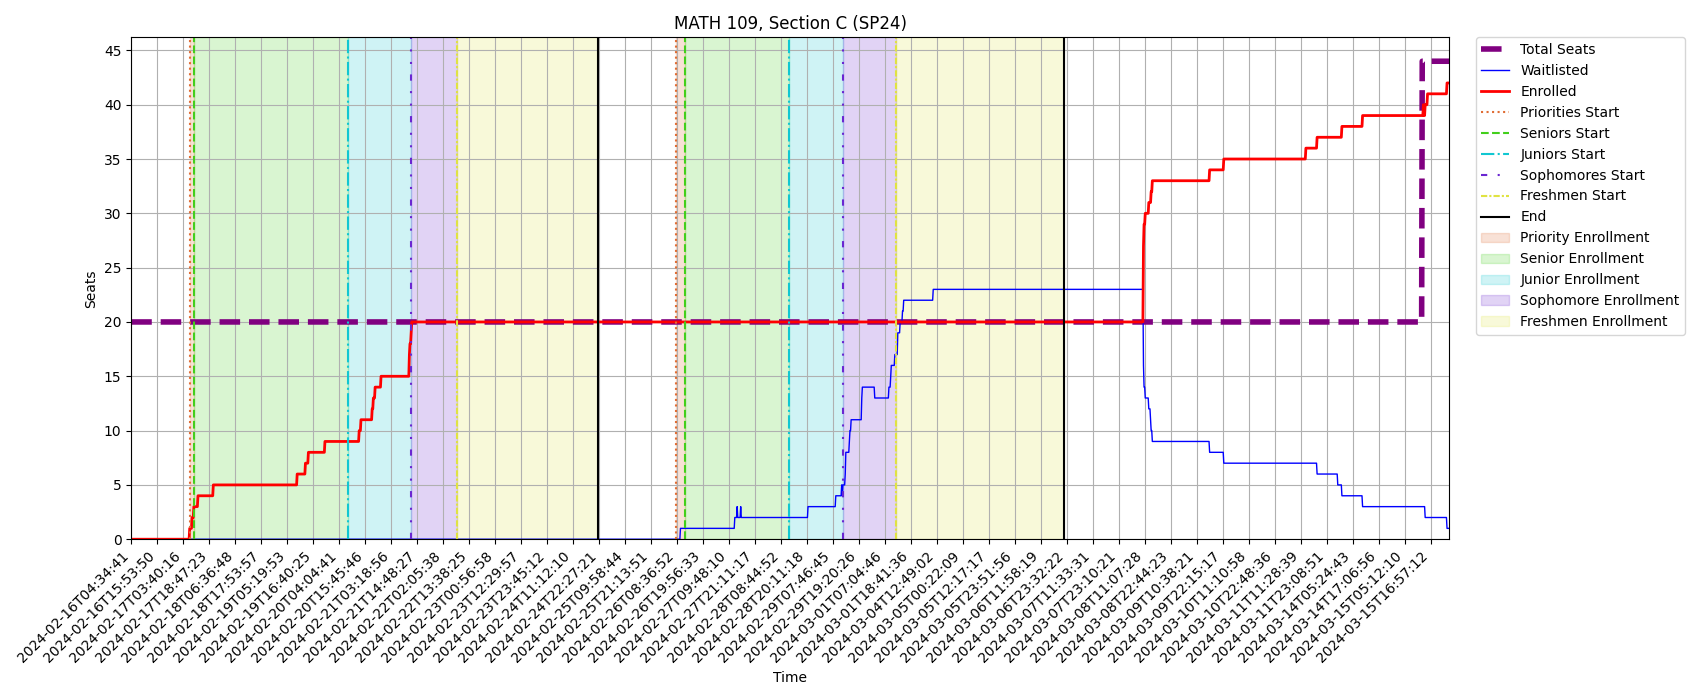 MATH 109, Section C (SP24)
45
40
35
30
25
20
15
10
5
0
Seats
2024-02-16T04:34:41
2024-02-16T15:53:50
2024-02-17T03:40:16
2024-02-17T18:47:23
2024-02-18T06:36:48
2024-02-18T17:53:57
2024-02-19T05:19:53
2024-02-19T16:40:25
2024-02-20T04:04:41
2024-02-20T15:45:46
2024-02-21T03:18:56
2024-02-21T14:48:27
2024-02-22T02:05:38
2024-02-22T13:38:25
2024-02-23T00:56:58
2024-02-23T12:29:57
2024-02-23T23:45:12
2024-02-24T11:12:10
2024-02-24T22:27:21
2024-02-25T09:58:44
2024-02-25T21:13:51
2024-02-26T08:36:52
2024-02-26T19:56:33
2024-02-27T09:48:10
2024-02-27T21:11:17
2024-02-28T08:44:52
2024-02-28T20:11:18
2024-02-29T07:46:45
2024-02-29T19:20:26
2024-03-01T07:04:46
2024-03-01T18:41:36
2024-03-04T12:49:02
2024-03-05T00:22:09
2024-03-05T12:17:17
2024-03-05T23:51:56
2024-03-06T11:58:19
2024-03-06T23:32:22
2024-03-07T11:33:31
2024-03-07T23:10:21
2024-03-08T11:07:28
2024-03-08T22:44:23
2024-03-09T10:38:21
2024-03-09T22:15:17
2024-03-10T11:10:58
2024-03-10T22:48:36
2024-03-11T11:28:39
2024-03-11T23:08:51
2024-03-14T05:24:43
2024-03-14T17:06:56
2024-03-15T05:12:10
2024-03-15T16:57:12
Time
Total Seats
Waitlisted
Enrolled
Priorities Start
Seniors Start
Juniors Start
Sophomores Start
Freshmen Start
End
Priority Enrollment
Senior Enrollment
Junior Enrollment
Sophomore Enrollment
Freshmen Enrollment